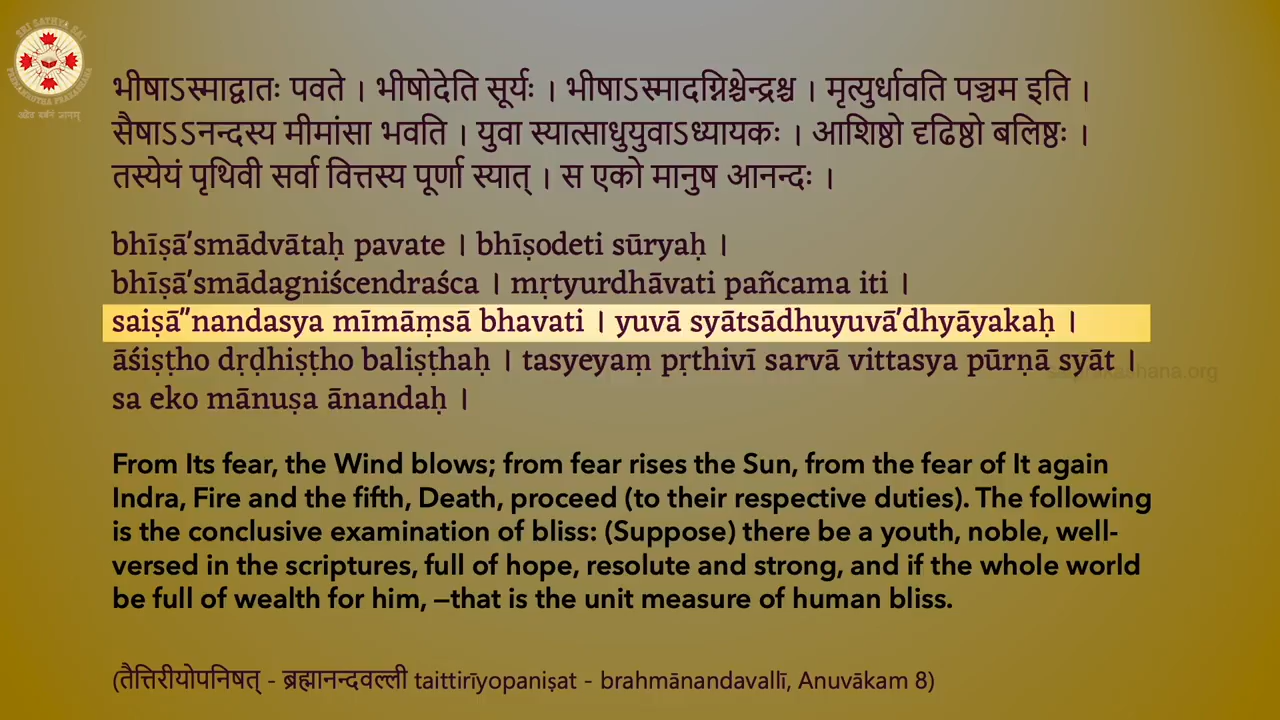 SRI SATHYA SAI
PREMAMRUTHA PRAKASHANA
भीषाऽस्माद्वातः पवते । भीषोदेति सूर्यः । भीषाऽस्मादग्निश्चेन्द्रश्च । मृत्युर्धावति पञ्चम इति ।
सैषाऽऽनन्दस्य मीमांसा भवति । युवा स्यात्साधुयुवाऽध्यायकः । आशिष्ठो दृढिष्ठो बलिष्ठः ।
तस्येयं पृथिवी सर्वा वित्तस्य पूर्णा स्यात् । स एको मानुष आनन्दः ।
bhīṣā'smādvātaḥ pavate । bhīṣodeti sūryaḥ ।
bhīṣā'smādagniścendraśca । mṛtyurdhāvati pañcama iti ।
saiṣā"nandasya mīmāṃsā bhavati । yuvā syātsādhuyuvā'dhyāyakaḥ ।
āśiṣṭho dṛḍhiṣṭho baliṣṭhaḥ । tasyeyaṃ pṛthivī sarvā vittasya pūrṇā syāt ।
sa eko mānuṣa ānandaḥ ।
From Its fear, the Wind blows; from fear rises the Sun, from the fear of It again
Indra, Fire and the fifth, Death, proceed (to their respective duties). The following
is the conclusive examination of bliss: (Suppose) there be a youth, noble, well-
versed in the scriptures, full of hope, resolute and strong, and if the whole world
be full of wealth for him, —that is the unit measure of human bliss.
(तैत्तिरीयोपनिषत् - ब्रह्मानन्दवल्ली taittirīyopaniṣat - brahmānandavallī, Anuvākam 8)